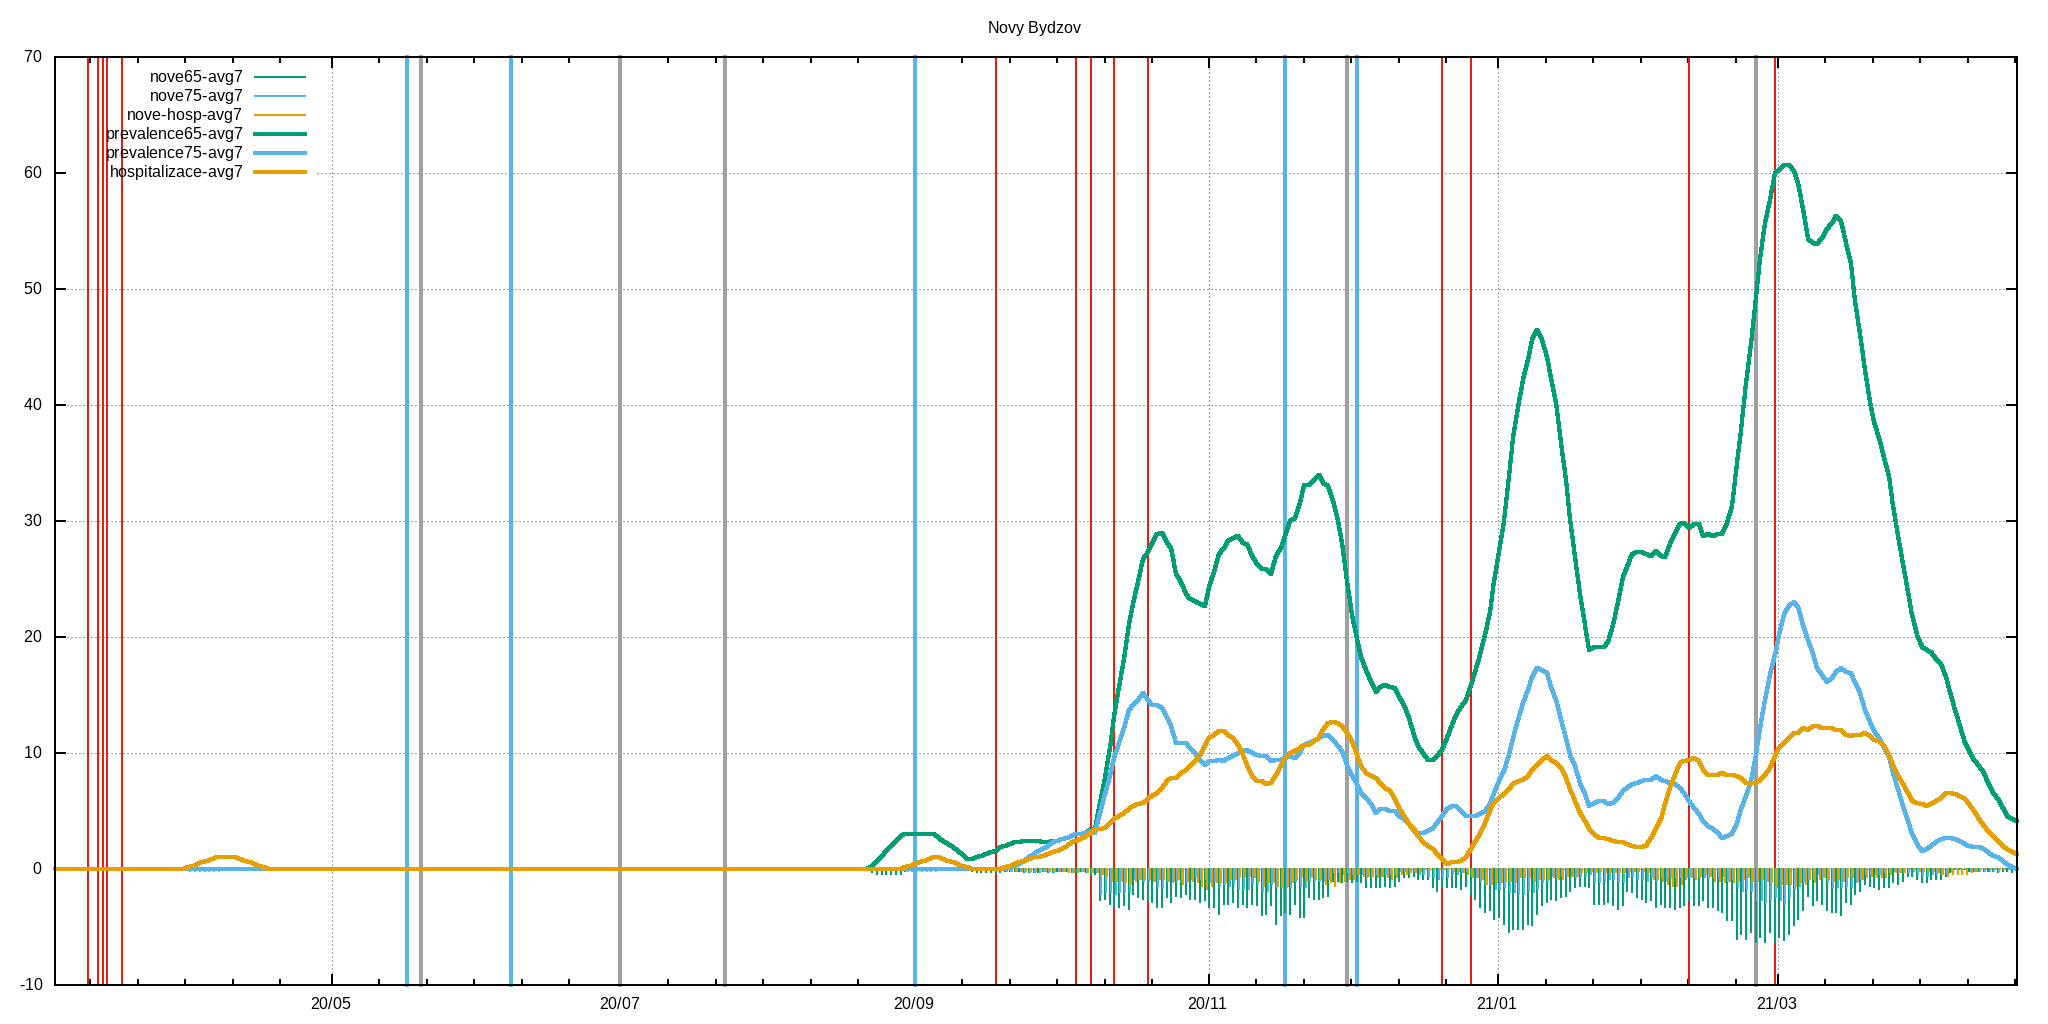 Novy Bydzov
70
60
50
40
30
20
10
0
-10
nove65-avg7
nove75-avg7
nove-hosp-avg7
prevalence65-avg7
prevalence75-avg7
hospitalizace-avg7
20/05
20/07
20/09
20/11
21/01
21/03